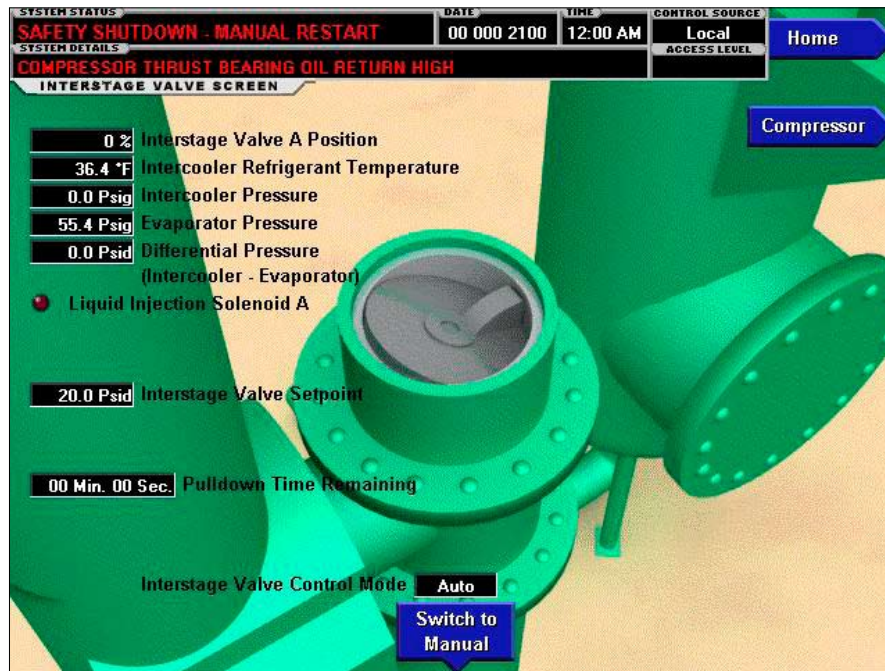 SYSTEM STATUS
SAFETY SHUTDOWN - MANUAL RESTART
DATE
00 000 2100
TIME
12:00 AM
CONTROL SOURCE
Local
ACCESS LEVEL
SYSTEM DETAILS
COMPRESSOR THRUST BEARING OIL RETURN HIGH
Home
INTERSTAGE VALVE SCREEN
Compressor
0 % Interstage Valve A Position
36.4 °F Intercooler Refrigerant Temperature
0.0 Psig Intercooler Pressure
55.4 Psig Evaporator Pressure
0.0 Psid Differential Pressure
(Intercooler - Evaporator)
Liquid Injection Solenoid A
20.0 Psid Interstage Valve Setpoint
00 Min. 00 Sec. Pulldown Time Remaining
Interstage Valve Control Mode Auto
Switch to
Manual